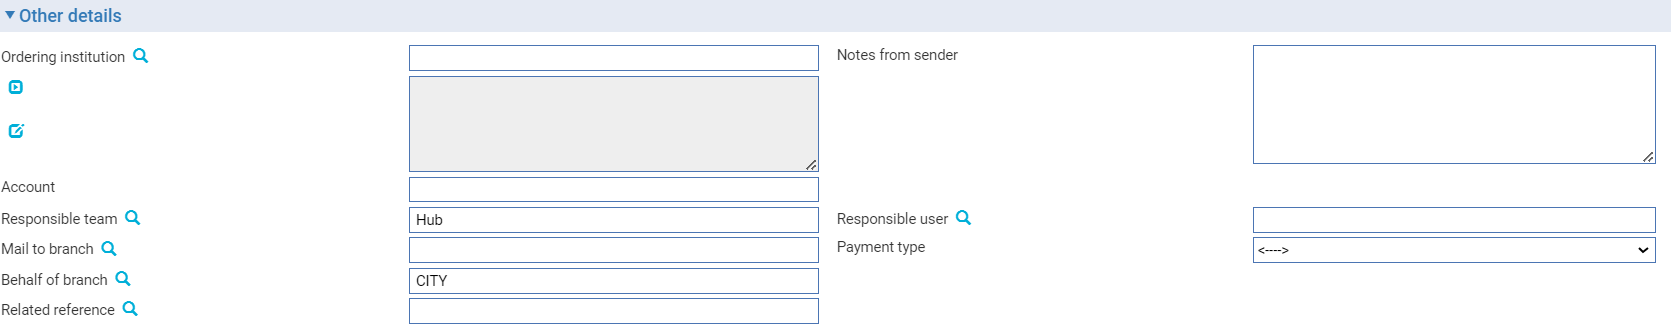 Other details
Ordering institution
Notes from sender
Account
Responsible team
Hub
Responsible user
Mail to branch
Payment type
<---->
Behalf of branch
CITY
Related reference